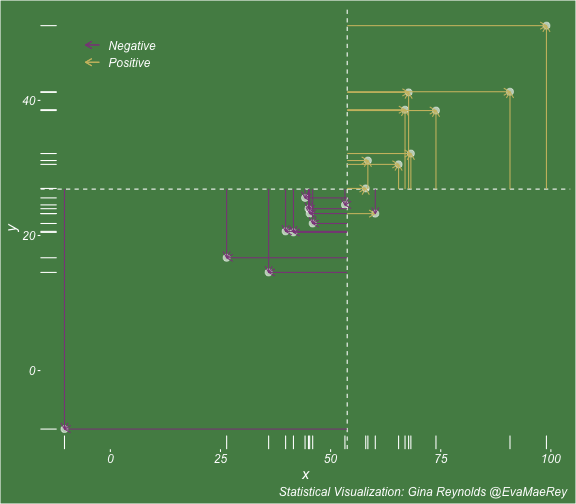 Negative
Positive
40
20
0
y
0 25 50 75 100
x
Statistical Visualization: Gina Reynolds @EvaMaeRey